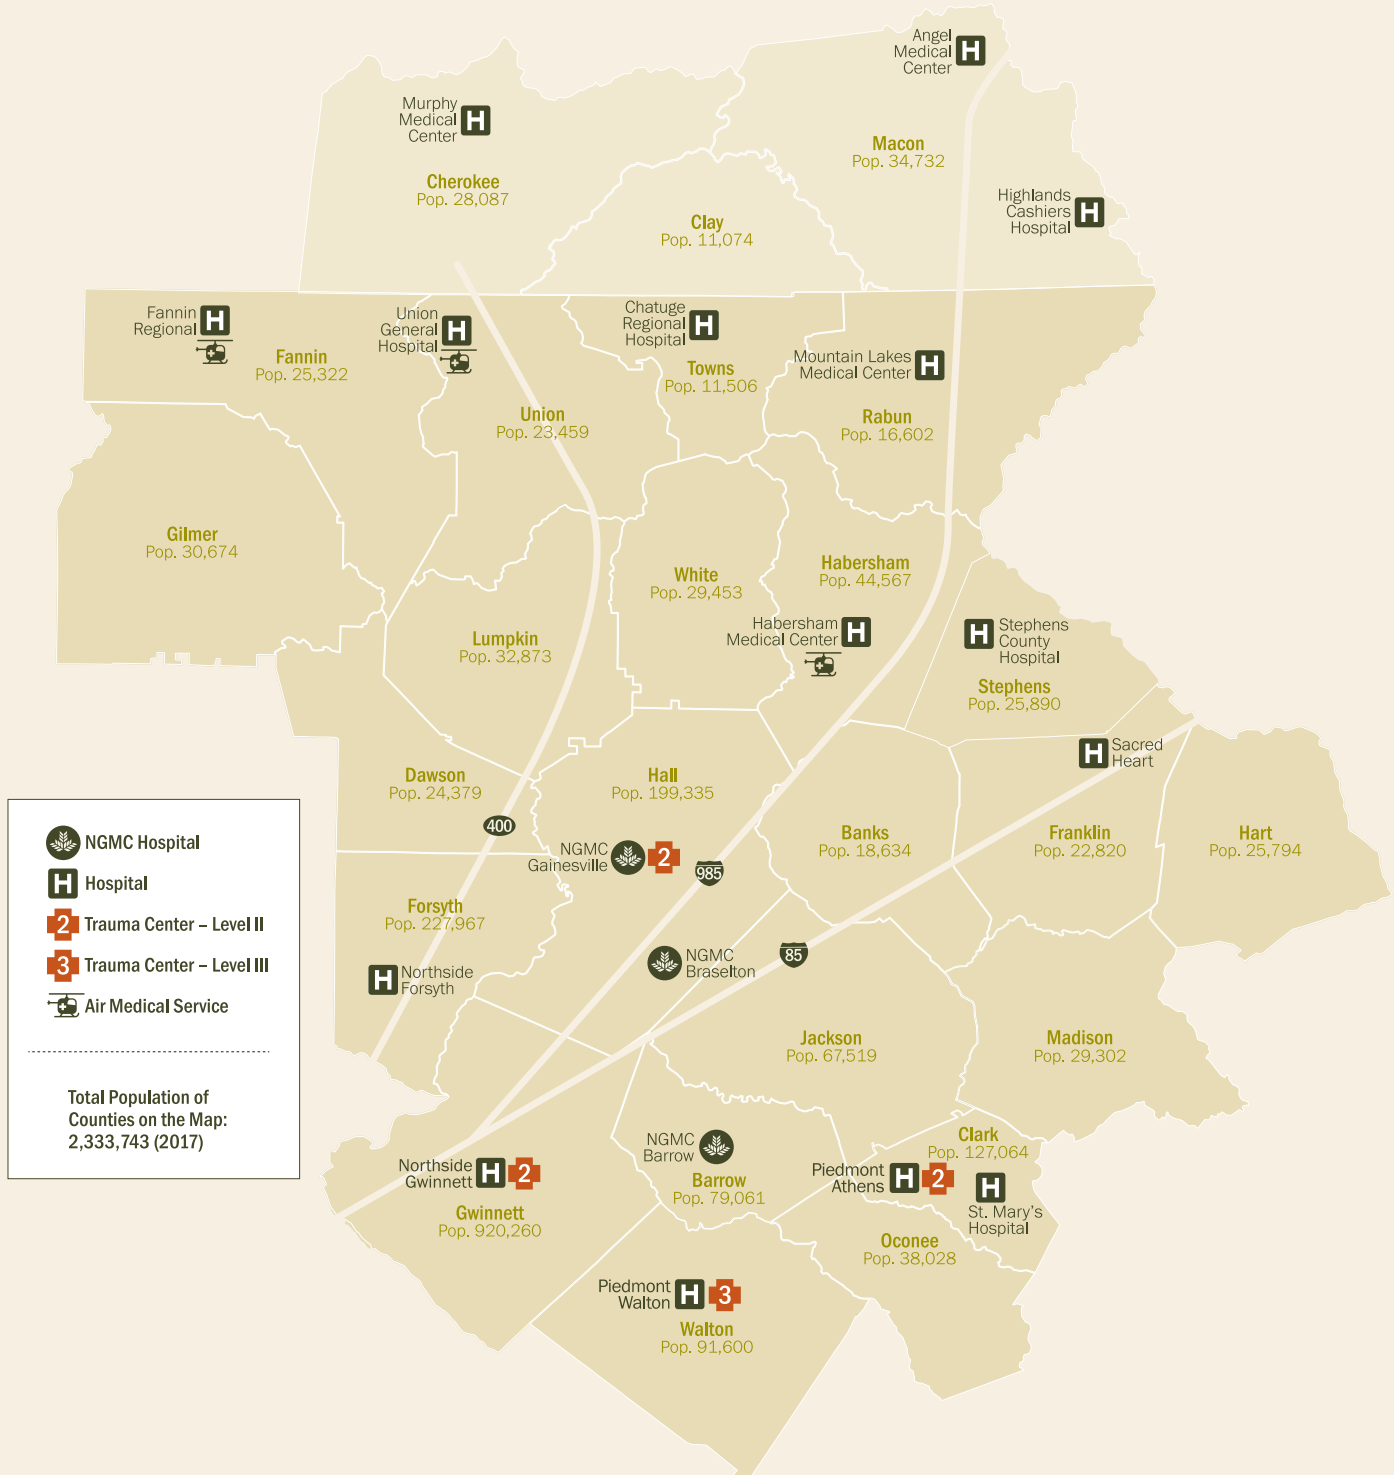 Angel
Medical
Center
H
Murphy
Medical
Center
H
Macon
Pop. 34,732
Cherokee
Pop. 28,087
Highlands
Cashiers
Hospital
H
Clay
Pop. 11,074
Fannin
Regional
H
Union
General
Hospital
H
Chatuge
Regional
Hospital
H
Fannin
Pop. 25,322
Towns
Pop. 11,506
Mountain Lakes
Medical Center
H
Union
Pop. 23,459
Rabun
Pop. 16,602
Gilmer
Pop. 30,674
White
Pop. 29,453
Habersham
Pop. 44,567
Habersham
Medical Center
H
H
Stephens
County
Hospital
Lumpkin
Pop. 32,873
Stephens
Pop. 25,890
H
Sacred
Heart
Dawson
Pop. 24,379
Hall
Pop. 199,335
400
Banks
Pop. 18,634
Franklin
Pop. 22,820
Hart
Pop. 25,794
NGMC
Gainesville
2
985
Forsyth
Pop. 227,967
H
Northside
Forsyth
NGMC
Braselton
85
Jackson
Pop. 67,519
Madison
Pop. 29,302
NGMC
Barrow
Barrow
Pop. 79,061
Clark
Pop. 127,064
Northside
Gwinnett
H
2
Gwinnett
Pop. 920,260
Piedmont
Athens
H
2
H
St. Mary's
Hospital
Oconee
Pop. 38,028
Piedmont
Walton
H
3
Walton
Pop. 91,600
NGMC Hospital
H Hospital
2 Trauma Center – Level II
3 Trauma Center – Level III
Air Medical Service
Total Population of
Counties on the Map:
2,333,743 (2017)